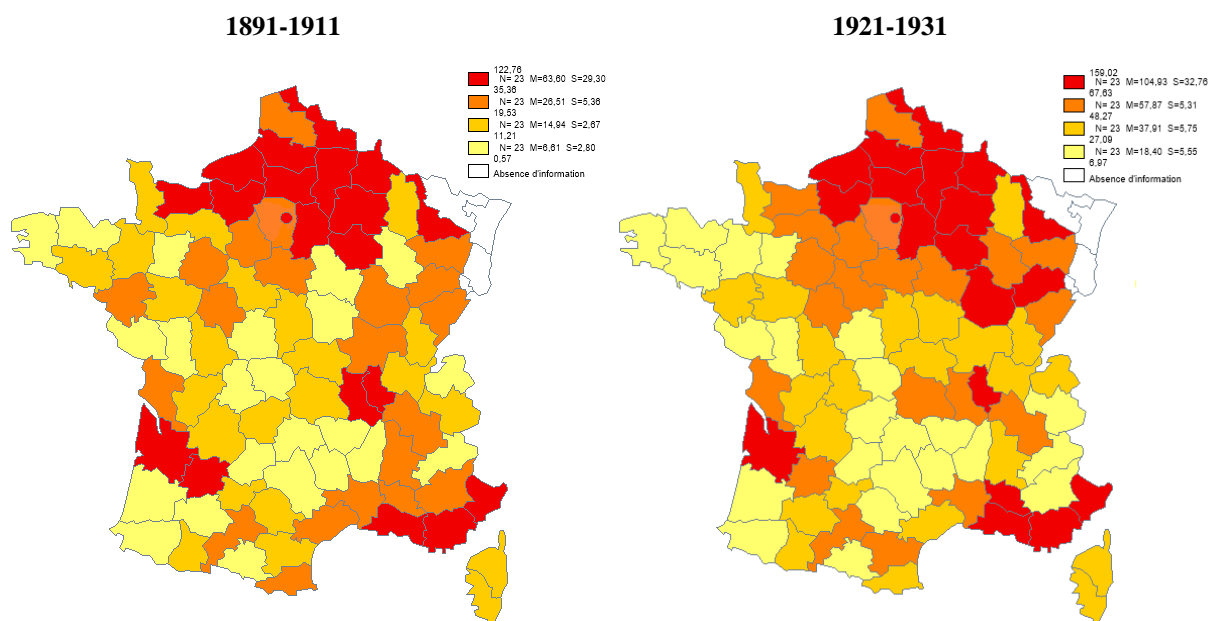 1891-1911
122,76
N= 23 M=63,60 S=29,30
35,36
N= 23 M=26,51 S=5,36
19,53
N= 23 M=14,94 S=2,67
11,21
N= 23 M=6,61 S=2,80
0,57
Absence d'information
1921-1931
159,02
N= 23 M=104,93 S=32,76
67,63
N= 23 M=57,87 S=5,31
48,27
N= 23 M=37,91 S=5,75
27,09
N= 23 M=18,40 S=5,55
6,97
Absence d'information